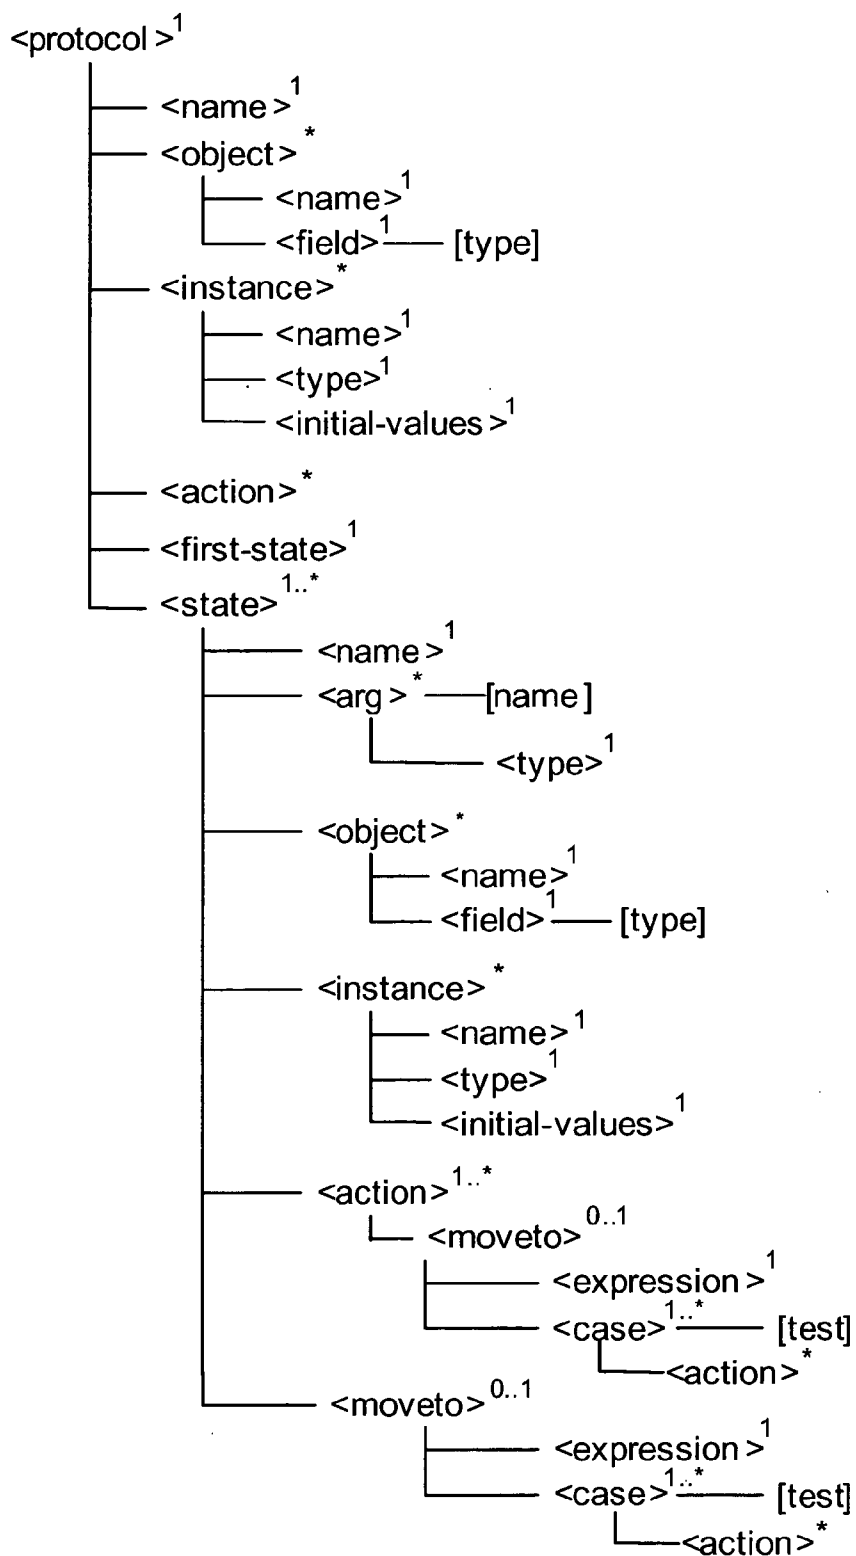 <protocol>1
<name>1
<object>*
<name>1
<field>1 [type]
<instance>*
<name>1
<type>1
<initial-values>1
<action>*
<first-state>1
<state>1..*
<name>1
<arg>* [name]
<type>1
<object>*
<name>1
<field>1 [type]
<instance>*
<name>1
<type>1
<initial-values>1
<action>1..*
<moveto>0..1
<expression>1
<case>1..* [test]
<action>*
<moveto>0..1
<expression>1
<case>1..* [test]
<action>*